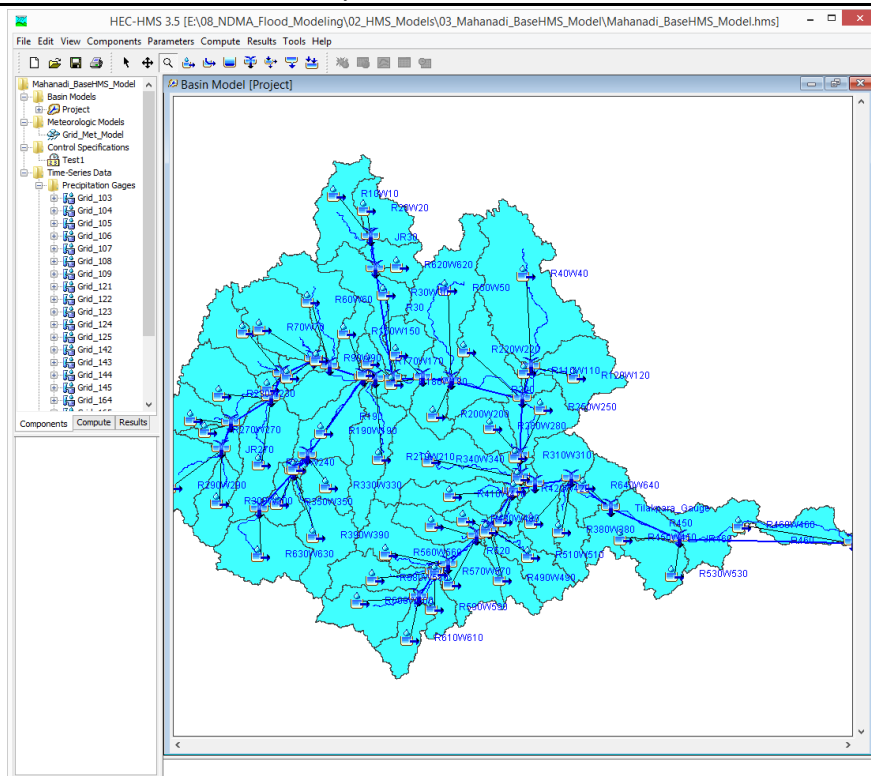 HEC-HMS 3.5 [E:\08_NDMA_Flood_Modeling\02_HMS_Models\03_Mahanadi_BaseHMS_Model\Mahanadi_BaseHMS_Model.hms]
File Edit View Components Parameters Compute Results Tools Help
Mahanadi_BaseHMS_Model
Basin Models
Project
Meteorologic Models
Grid_Met_Model
Control Specifications
Test1
Time-Series Data
Precipitation Gages
Grid_103
Grid_104
Grid_105
Grid_106
Grid_107
Grid_108
Grid_109
Grid_121
Grid_122
Grid_123
Grid_124
Grid_125
Grid_142
Grid_143
Grid_144
Grid_145
Grid_164
Components Compute Results
Basin Model [Project]
R10W10
R20W20
JR30
R620W620
R40W40
R50W50
R60W60
R30
R70W70
R220W220
R110W110
R120W120
R250W250
R200W200
R190W190
R280W280
R270W270
JR270
R210W210
R340W340
R310W310
R290W290
R330W330
R640W640
R350W350
Tilakpara_Gauge
R450
R380W380
R390W390
R460W460
R630W630
R560W560
R520
R510W510
R570W570
R490W490
R530W530
R590W590
R610W610